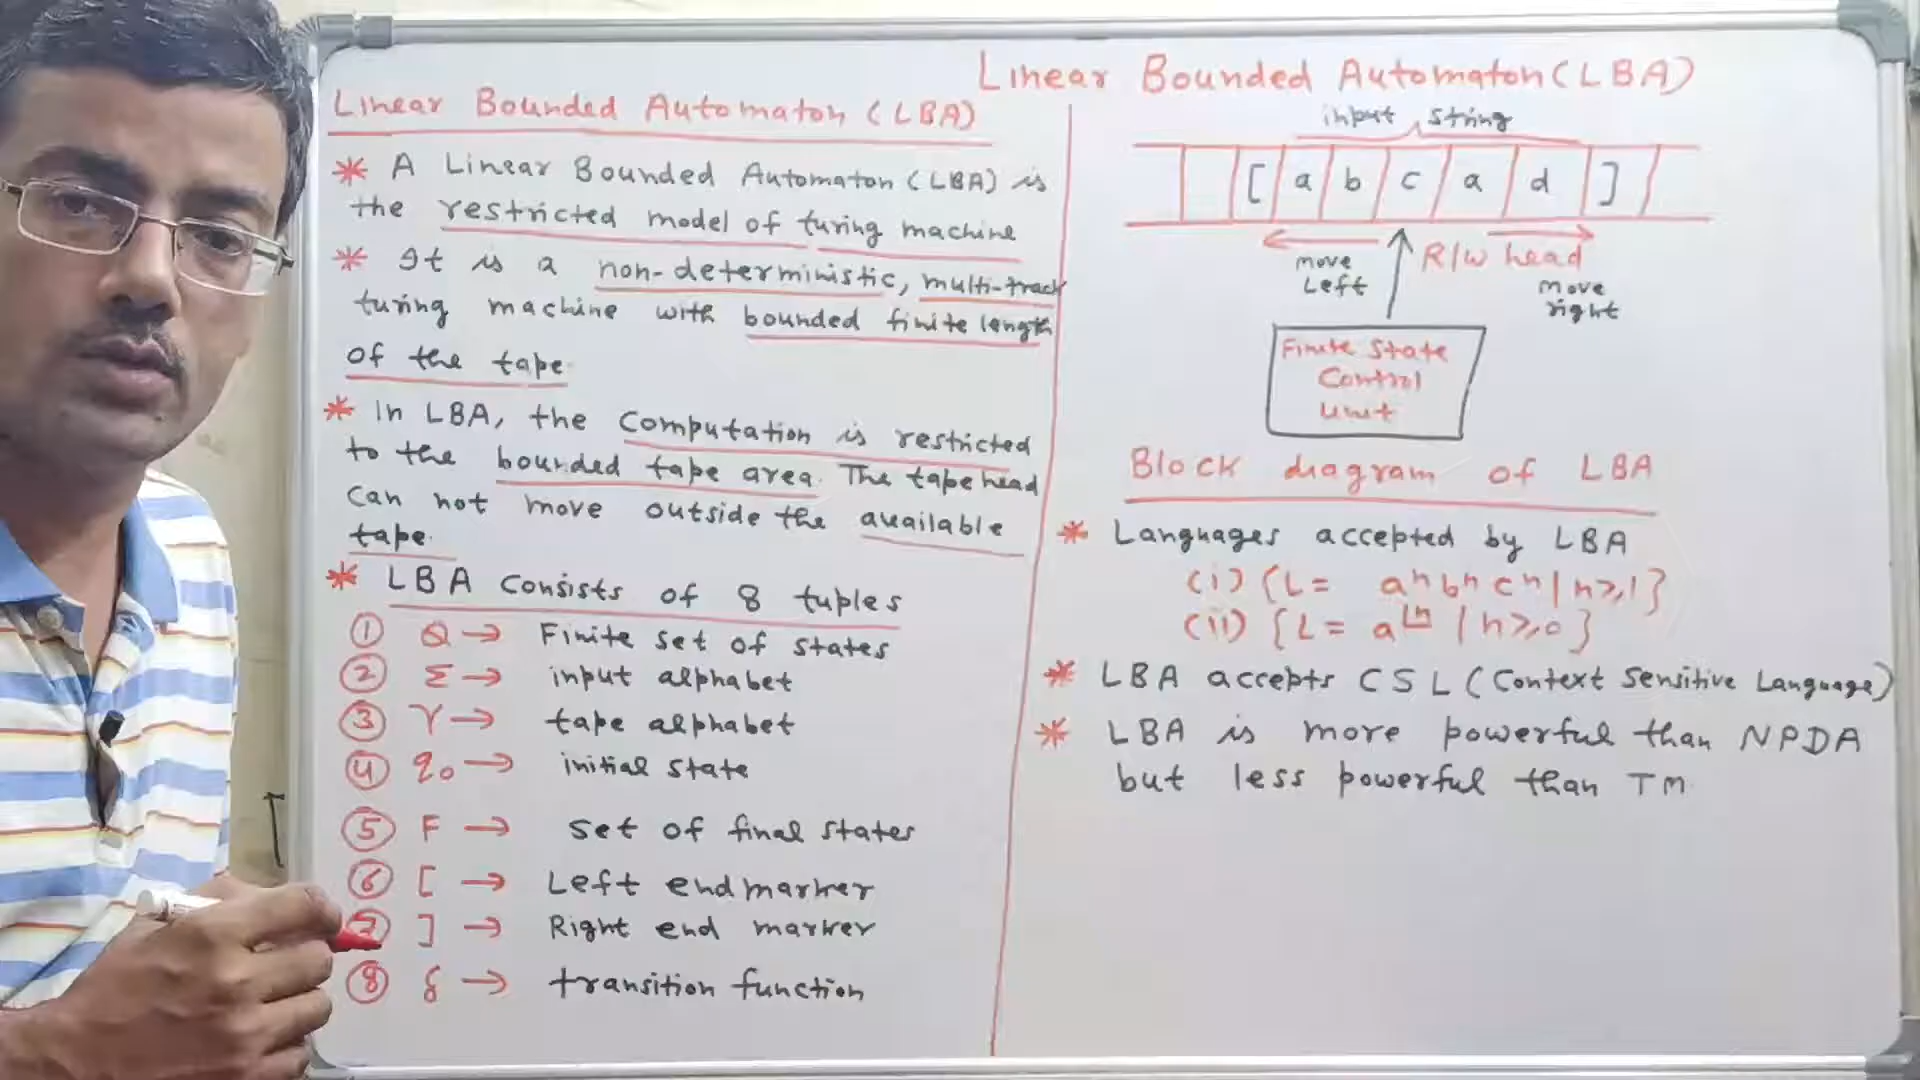 Linear Bounded Automaton (LBA)
* A Linear Bounded Automaton (LBA) is
the restricted model of turing machine
* It is a non-deterministic, multi-track
turing machine with bounded finite length
of the tape.
* In LBA, the computation is restricted
to the bounded tape area. The tape head
can not move outside the available
tape.
* LBA consists of 8 tuples
① Q → Finite set of states
② Σ → input alphabet
③ γ → tape alphabet
④ q₀ → initial state
⑤ F → set of final states
⑥ [ → Left end marker
⑦ ] → Right end marker
⑧ δ → transition function
Linear Bounded Automaton (LBA)
input string
[ a b c a d ]
move
Left
R/W head
move
right
Finite State
Control
Unit
Block diagram of LBA
* Languages accepted by LBA
(i) {L = aⁿbⁿcⁿ | n≥1}
(ii) {L = a^∟n | n≥0}
* LBA accepts CSL (Context Sensitive Language)
* LBA is more powerful than NPDA
but less powerful than TM.